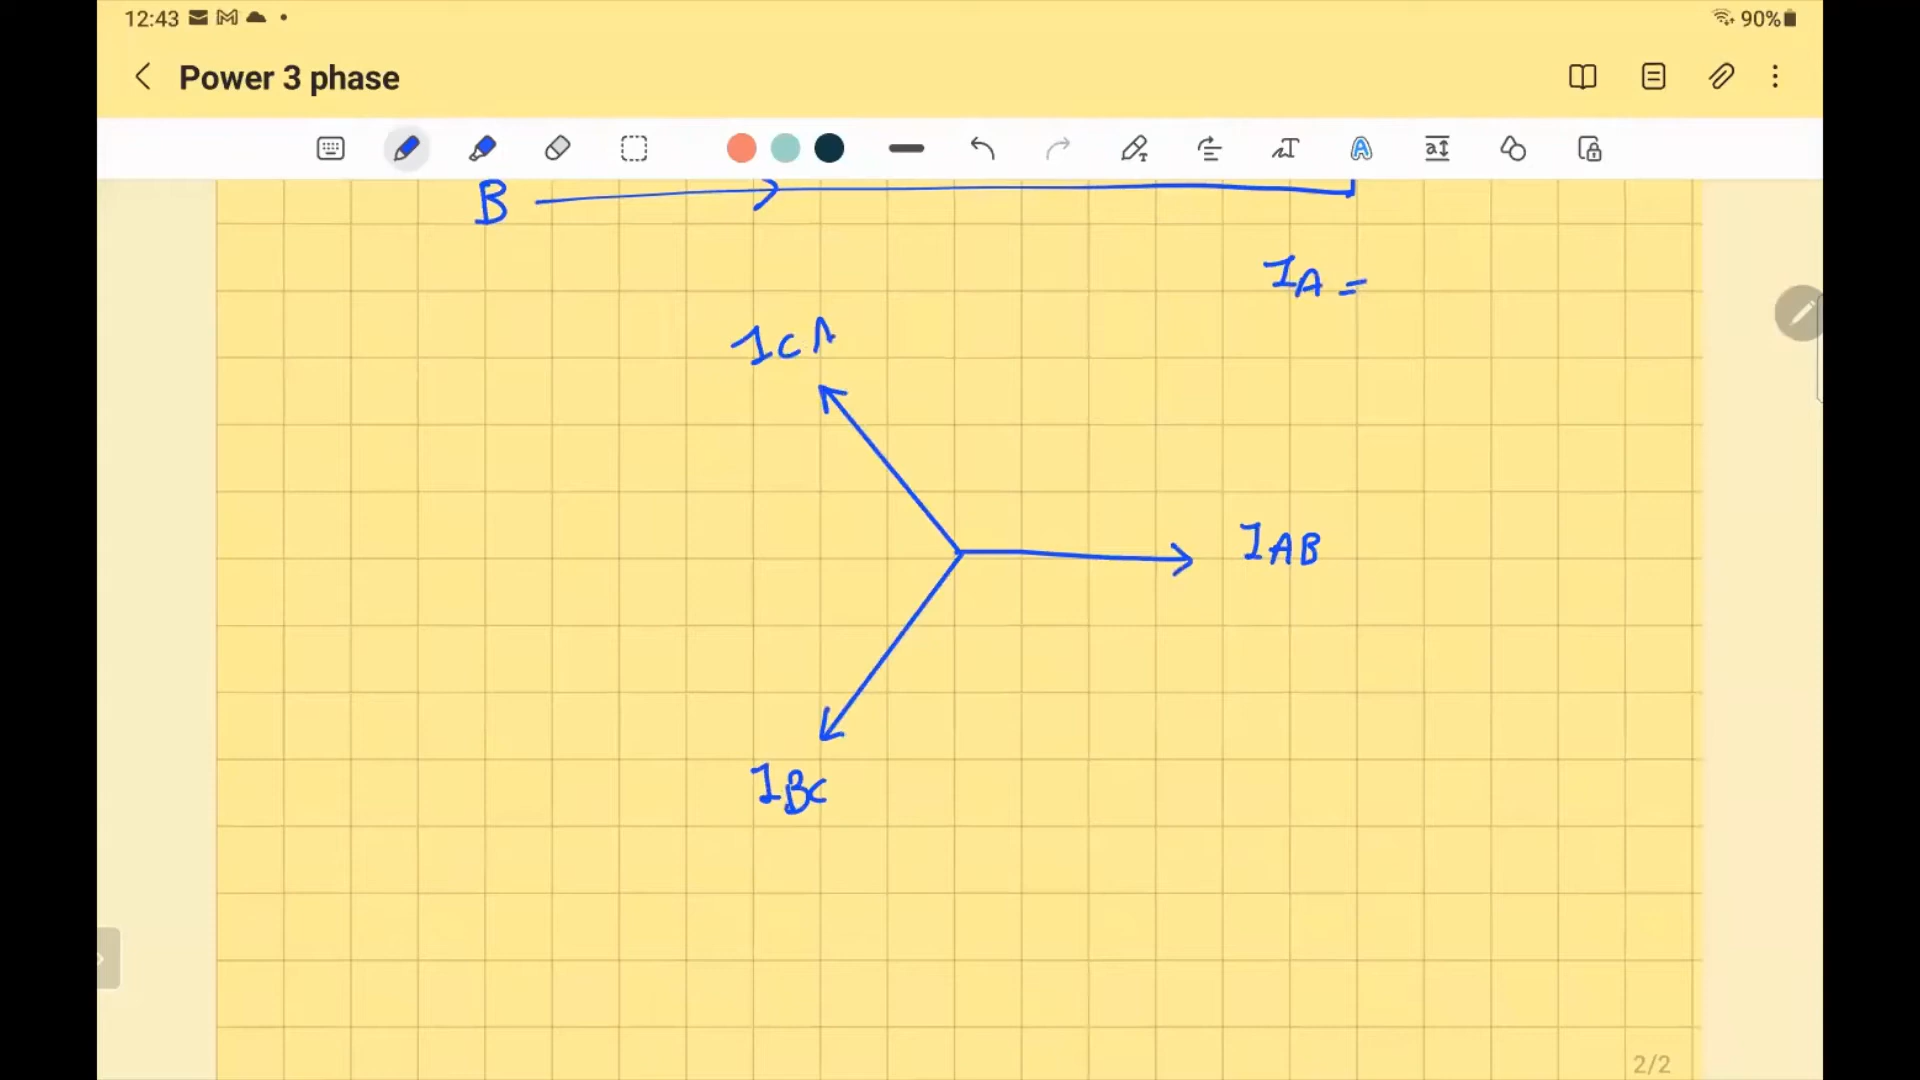 12:43
90%
Power 3 phase
B
IA =
ICA
IAB
IBC
2/2